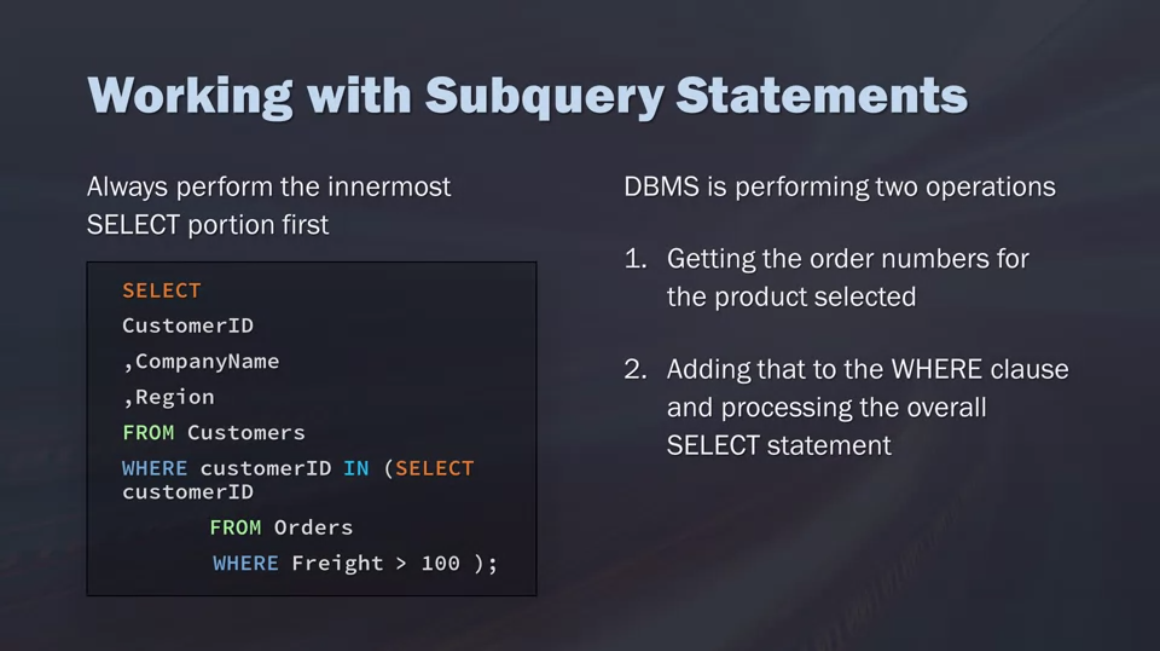 Working with Subquery Statements
Always perform the innermost
SELECT portion first
SELECT
CustomerID
,CompanyName
,Region
FROM Customers
WHERE customerID IN (SELECT
customerID
FROM Orders
WHERE Freight > 100 );
DBMS is performing two operations
1. Getting the order numbers for
the product selected
2. Adding that to the WHERE clause
and processing the overall
SELECT statement